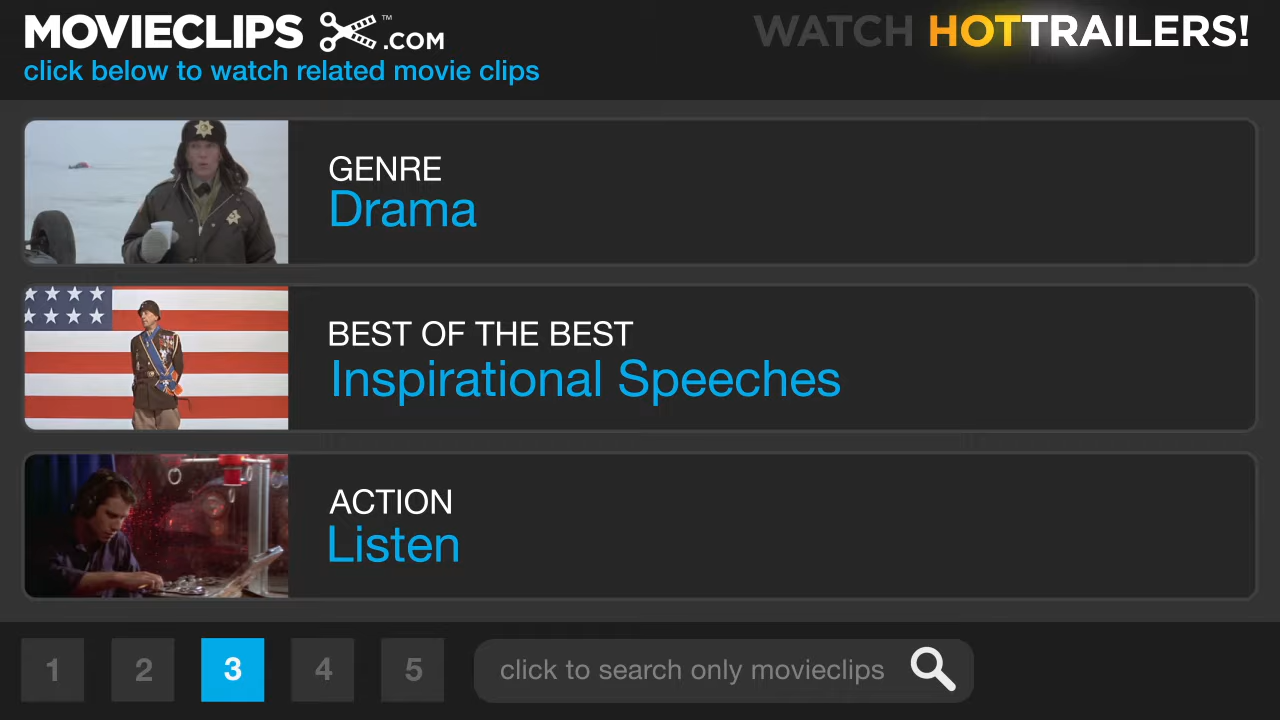 MOVIECLIPS ™ .COM
WATCH HOTTRAILERS!
click below to watch related movie clips
GENRE
Drama
BEST OF THE BEST
Inspirational Speeches
ACTION
Listen
1 2 3 4 5
click to search only movieclips